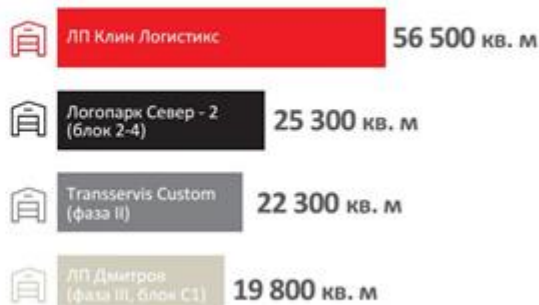 ЛП Клин Логистикс
56 500 кв. м
Логопарк Север - 2
(блок 2-4)
25 300 кв. м
Transservis Custom
(фаза II)
22 300 кв. м
ЛП Дмитров
(фаза III, блок С1)
19 800 кв. м